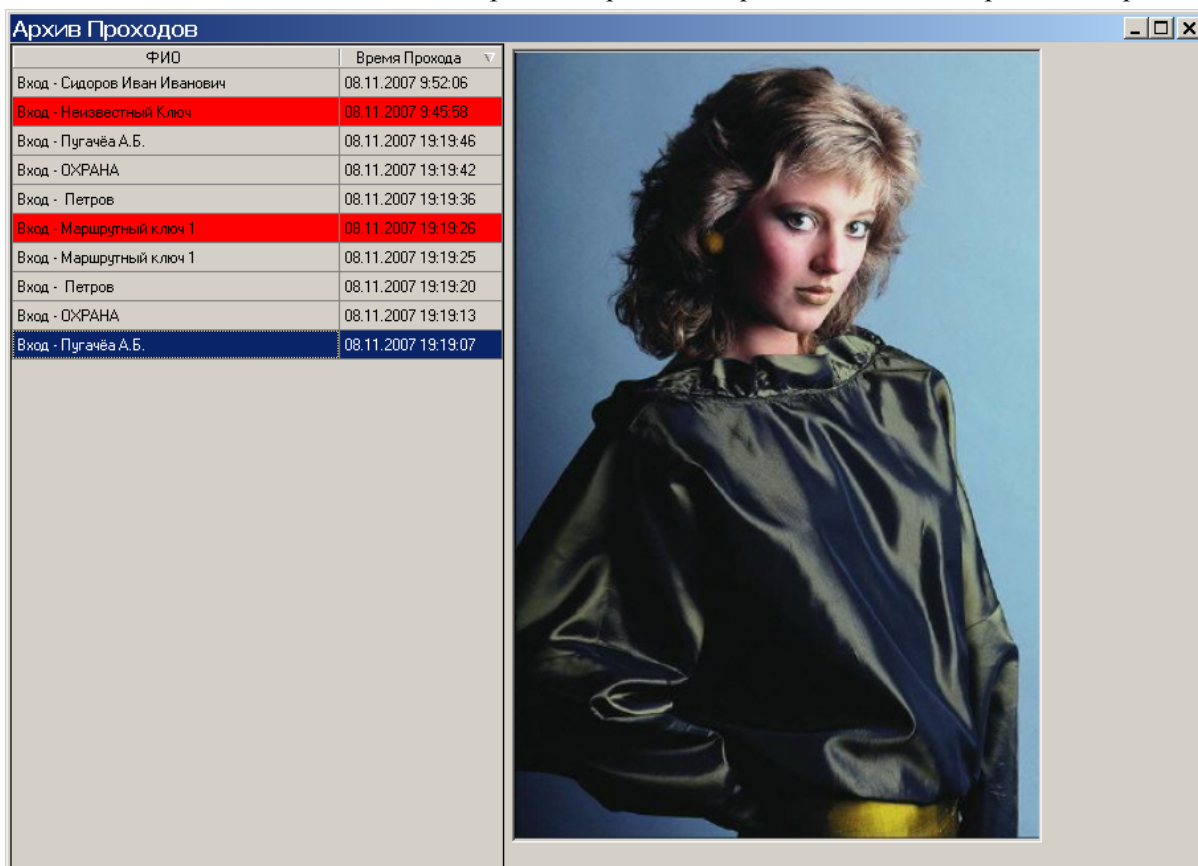 Архив Проходов
ФИО Время Прохода
Вход - Сидоров Иван Иванович 08.11.2007 9:52:06
Вход - Неизвестный Ключ 08.11.2007 9:45:58
Вход - Пугачёа А.Б. 08.11.2007 19:19:46
Вход - ОХРАНА 08.11.2007 19:19:42
Вход - Петров 08.11.2007 19:19:36
Вход - Маршрутный ключ 1 08.11.2007 19:19:26
Вход - Маршрутный ключ 1 08.11.2007 19:19:25
Вход - Петров 08.11.2007 19:19:20
Вход - ОХРАНА 08.11.2007 19:19:13
Вход - Пугачёа А.Б. 08.11.2007 19:19:07